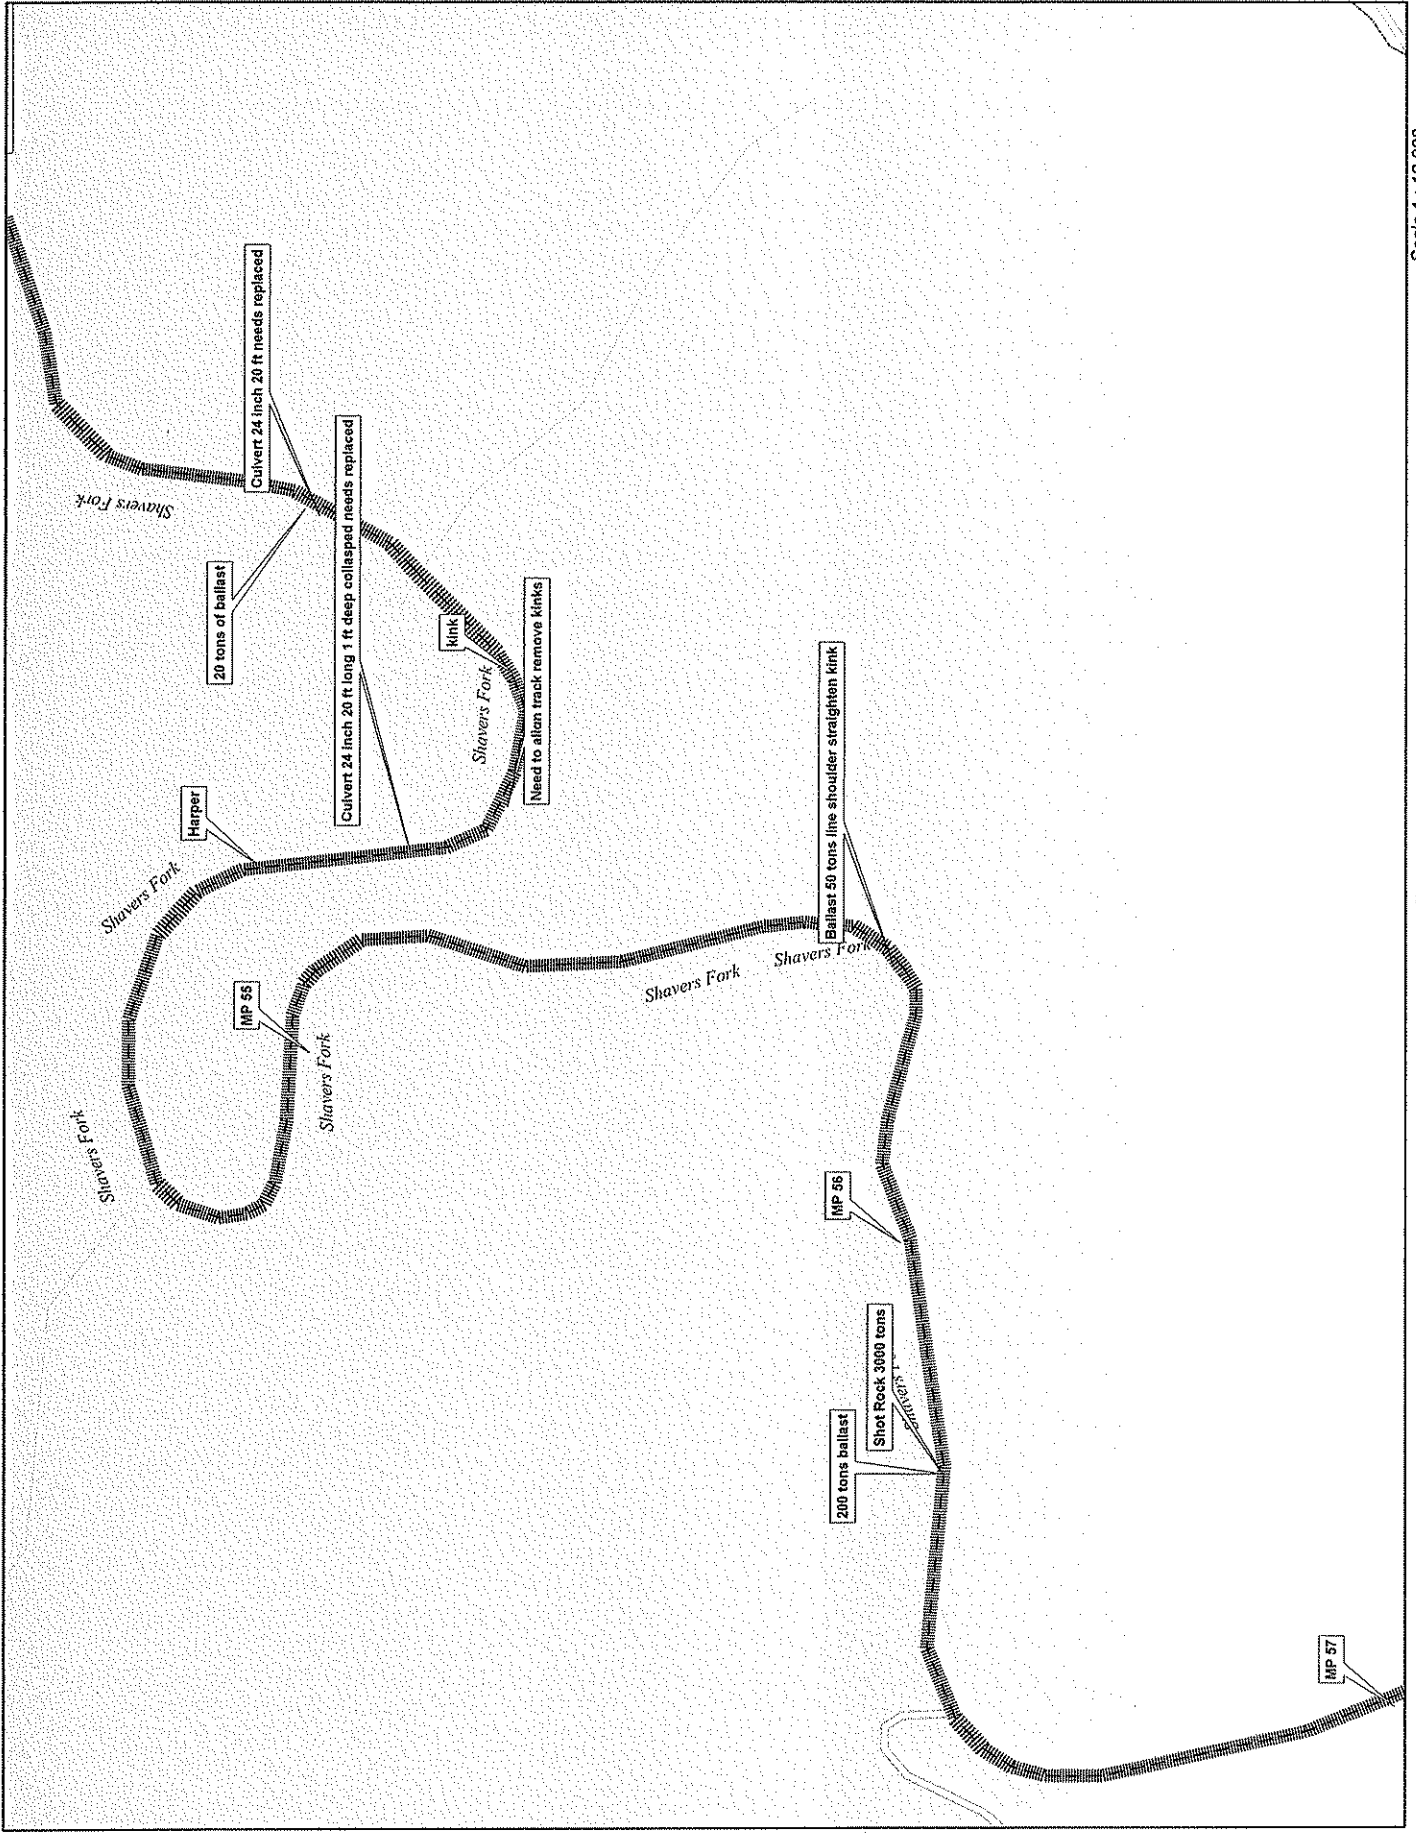 Culvert 24 inch 20 ft needs replaced
Shavers Fork
20 tons of ballast
Culvert 24 inch 20 ft long 1 ft deep collasped needs replaced
kink
Shavers Fork
Need to align track remove kinks
Harper
Shavers Fork
MP 55
Shavers Fork
Shavers Fork
Ballast 50 tons line shoulder straighten kink
Shavers Fork
Shavers Fork
MP 56
Shot Rock 3000 tons
200 tons ballast
MP 57